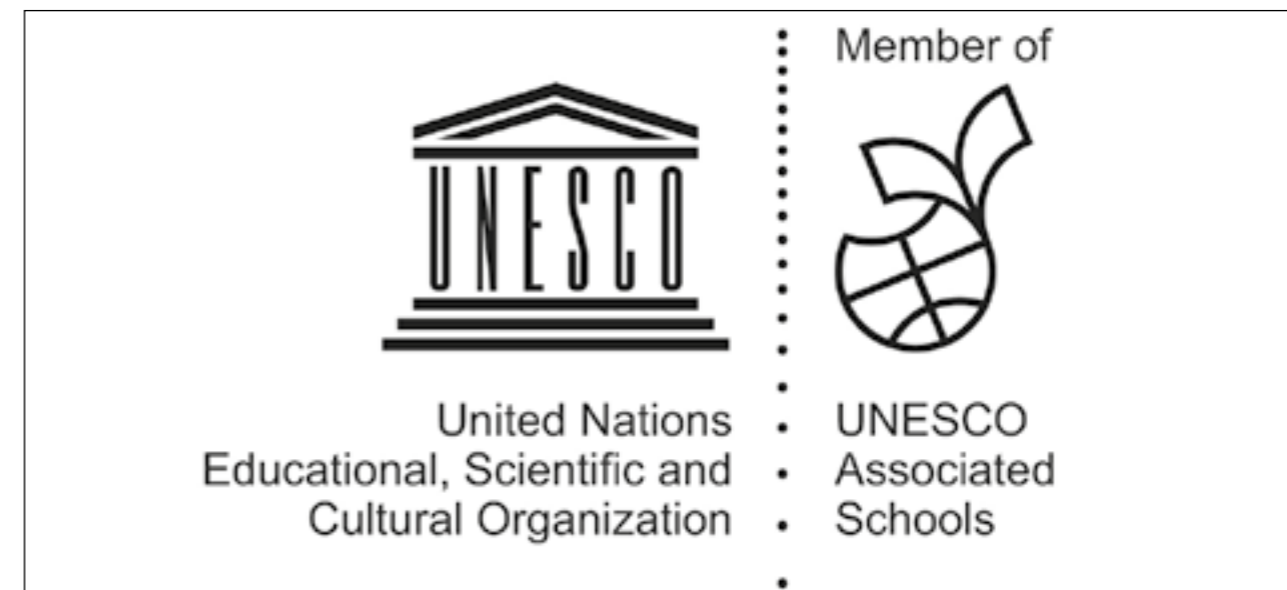 Member of
UNESCO
United Nations
Educational, Scientific and
Cultural Organization
UNESCO
Associated
Schools